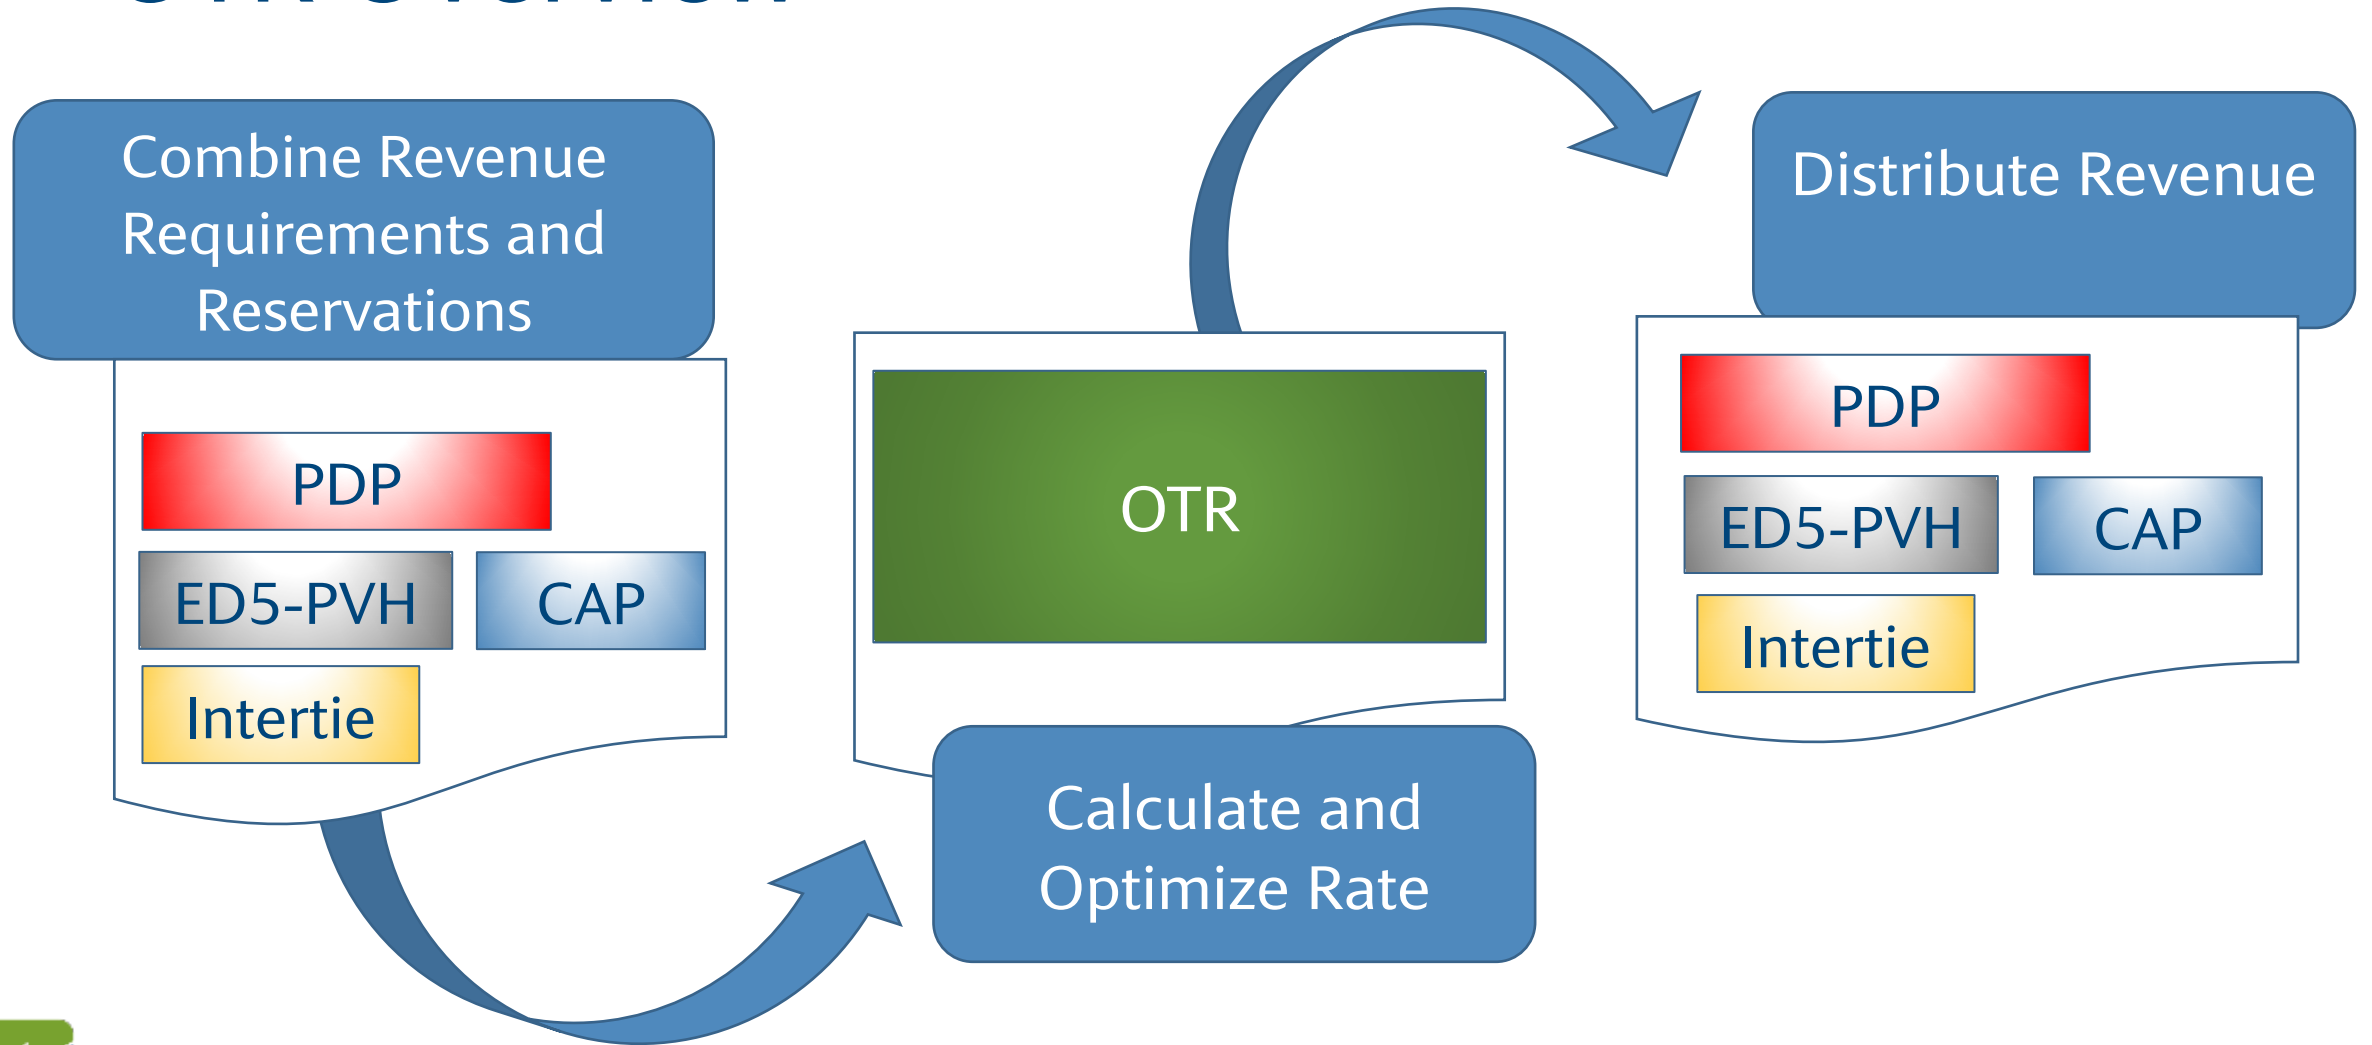 Combine Revenue
Requirements and
Reservations
PDP
ED5-PVH
CAP
Intertie
OTR
Calculate and
Optimize Rate
Distribute Revenue
PDP
ED5-PVH
CAP
Intertie